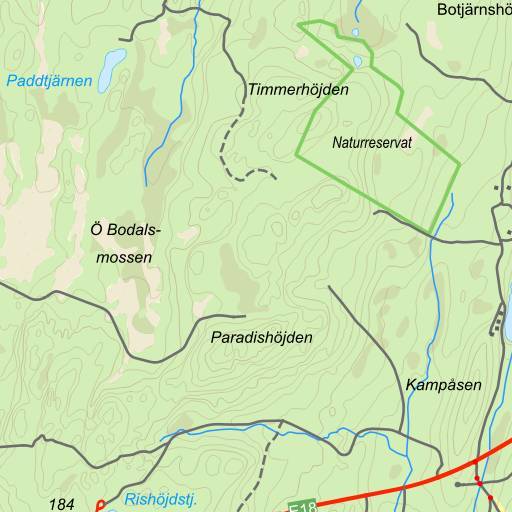 Botjärnshö
Paddtjärnen
Timmerhöjden
Naturreservat
Ö Bodals-
mossen
Paradishöjden
Kampåsen
184
Rishöjdstj.
E18